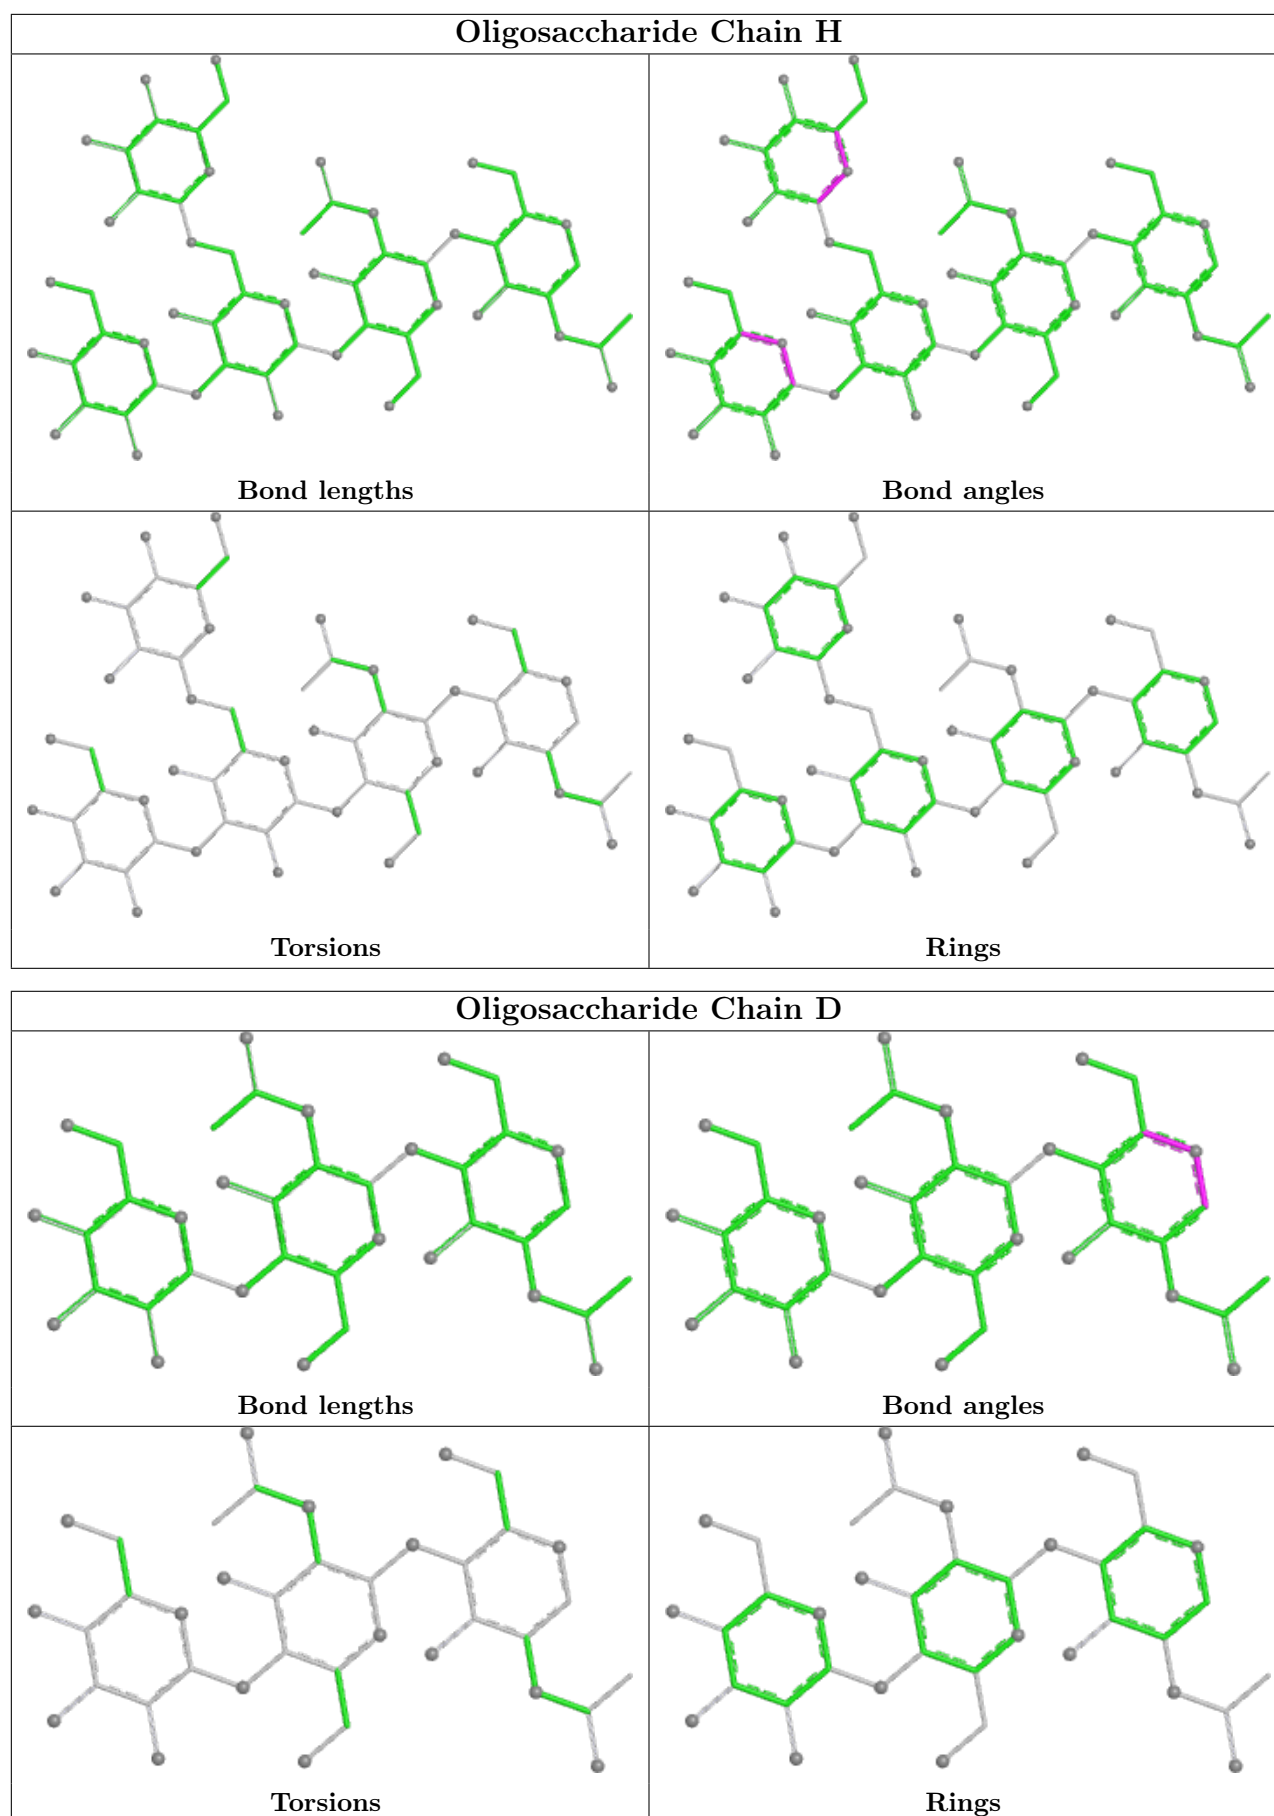 Oligosaccharide Chain H
Bond lengths
Bond angles
Torsions
Rings
Oligosaccharide Chain D
Bond lengths
Bond angles
Torsions
Rings